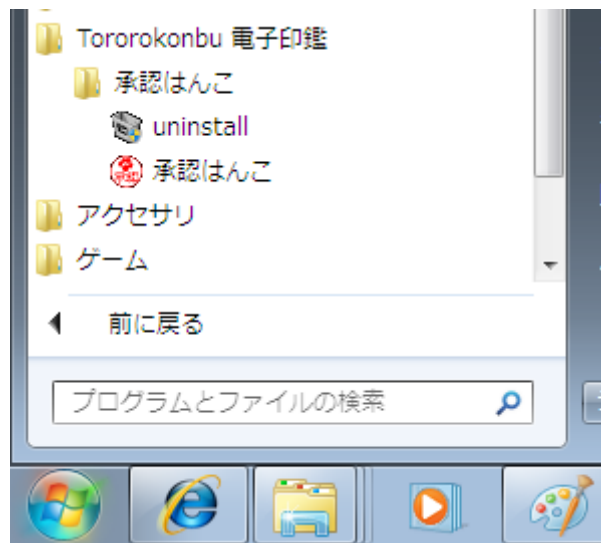 Tororokonbu 電子印鑑
承認はんこ
uninstall
承認はんこ
アクセサリ
ゲーム
前に戻る
プログラムとファイルの検索